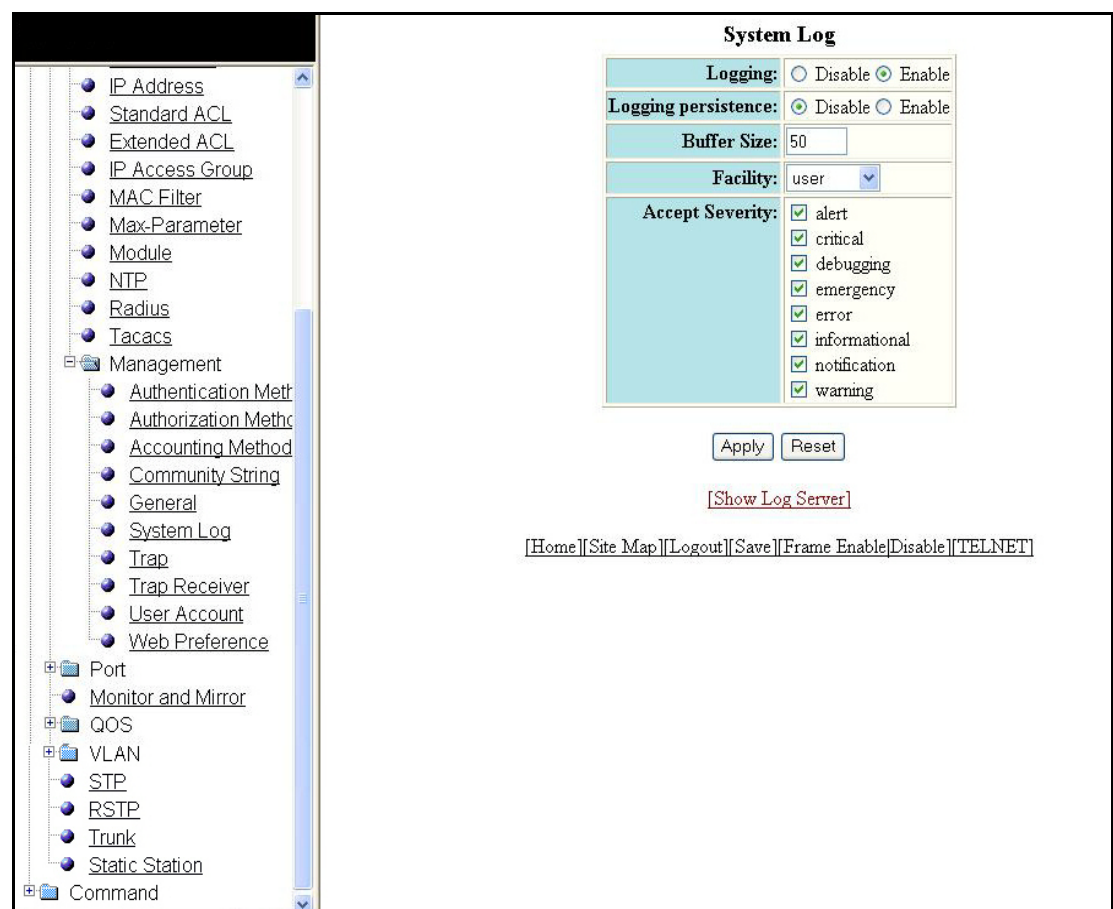 IP Address
Standard ACL
Extended ACL
IP Access Group
MAC Filter
Max-Parameter
Module
NTP
Radius
Tacacs
Management
Authentication Meth
Authorization Metho
Accounting Method
Community String
General
System Log
Trap
Trap Receiver
User Account
Web Preference
Port
Monitor and Mirror
QOS
VLAN
STP
RSTP
Trunk
Static Station
Command
System Log
Logging: Disable Enable
Logging persistence: Disable Enable
Buffer Size: 50
Facility: user
Accept Severity: alert
critical
debugging
emergency
error
informational
notification
warning
Apply Reset
[Show Log Server]
[Home][Site Map][Logout][Save][Frame Enable|Disable][TELNET]